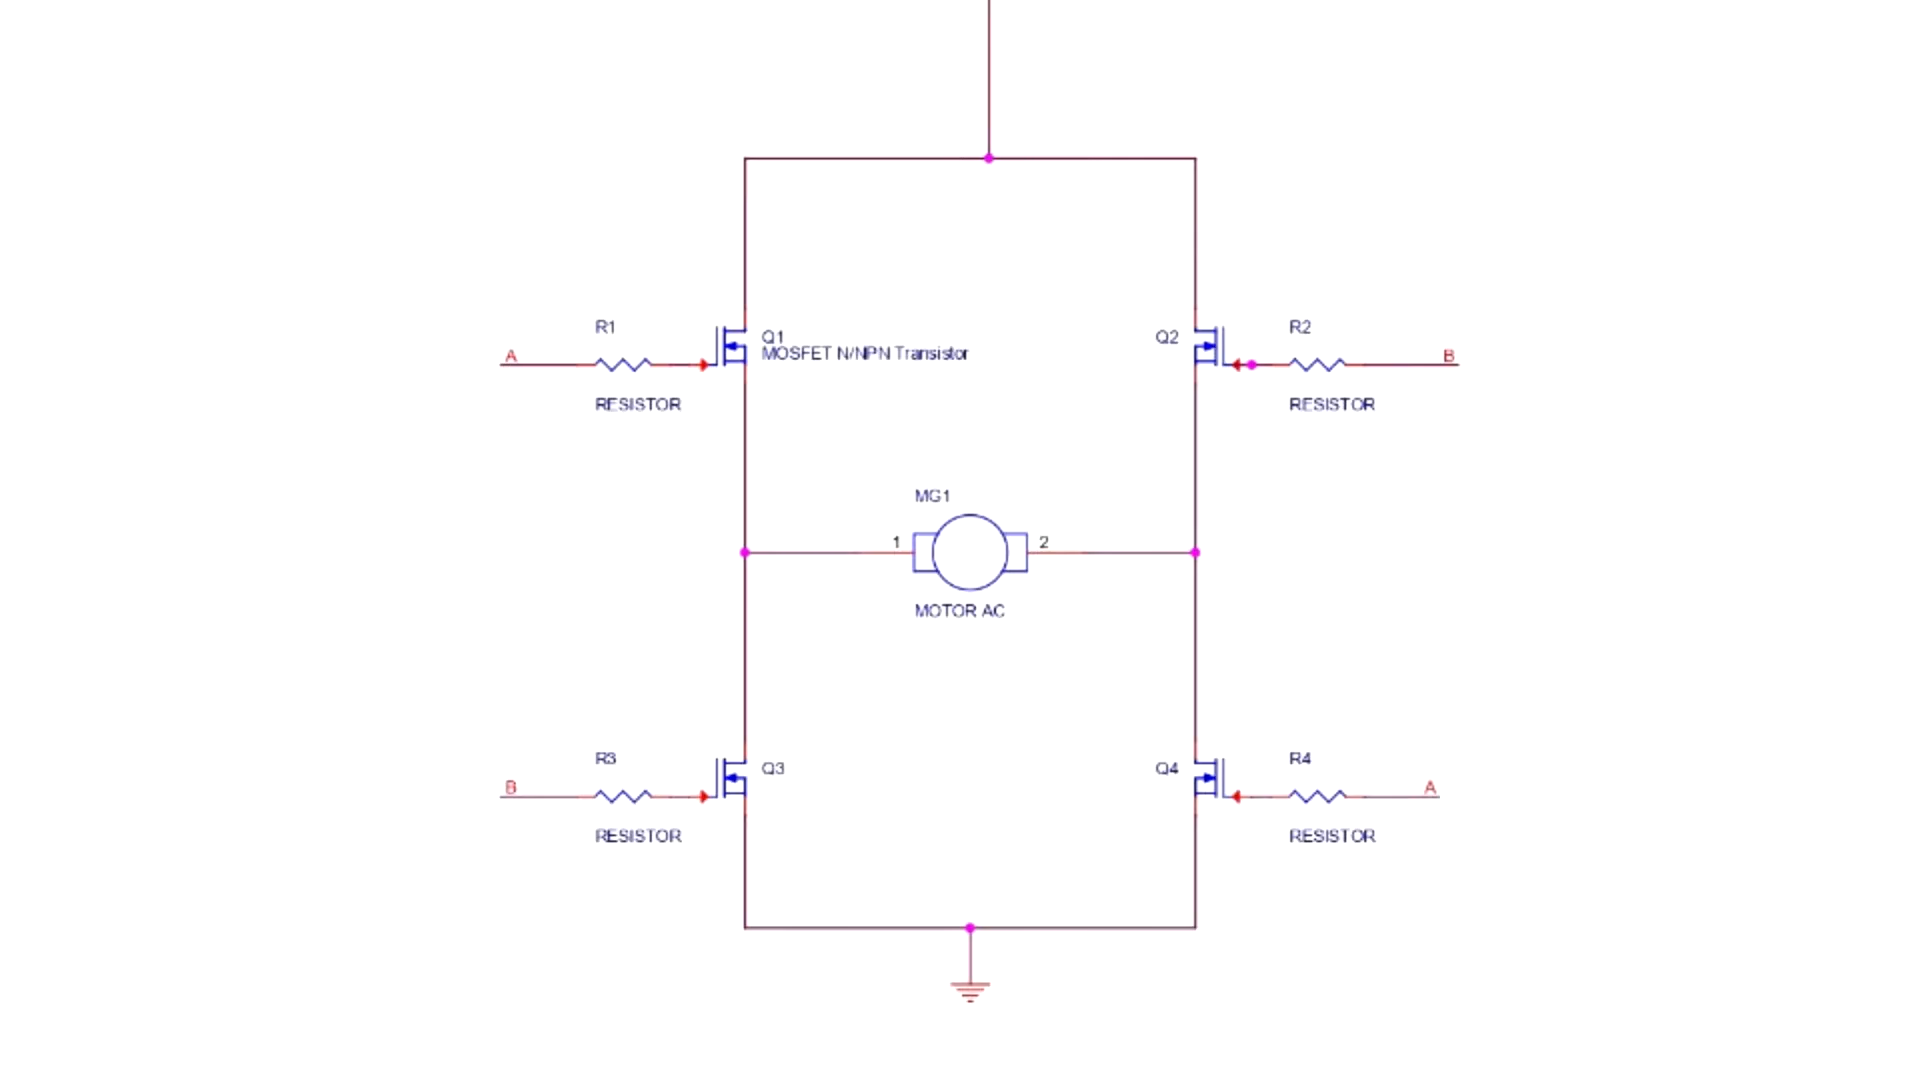 R1
Q1
Q2
R2
A
MOSFET N/NPN Transistor
B
RESISTOR
RESISTOR
MG1
1
2
MOTOR AC
R3
Q3
Q4
R4
B
A
RESISTOR
RESISTOR